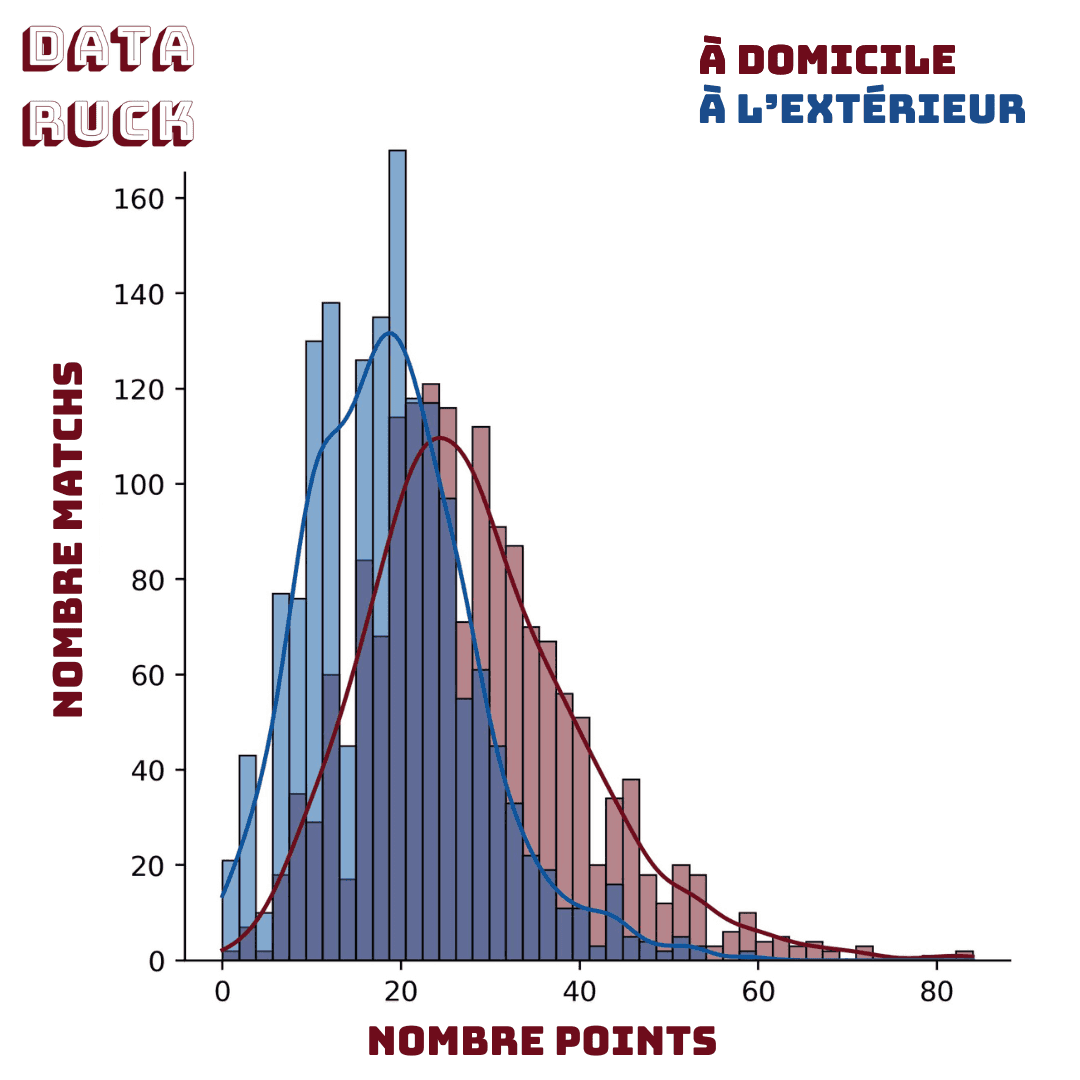 DATA
RUCK
À DOMICILE
À L'EXTÉRIEUR
160
140
120
100
80
60
40
20
0
NOMBRE MATCHS
0 20 40 60 80
NOMBRE POINTS